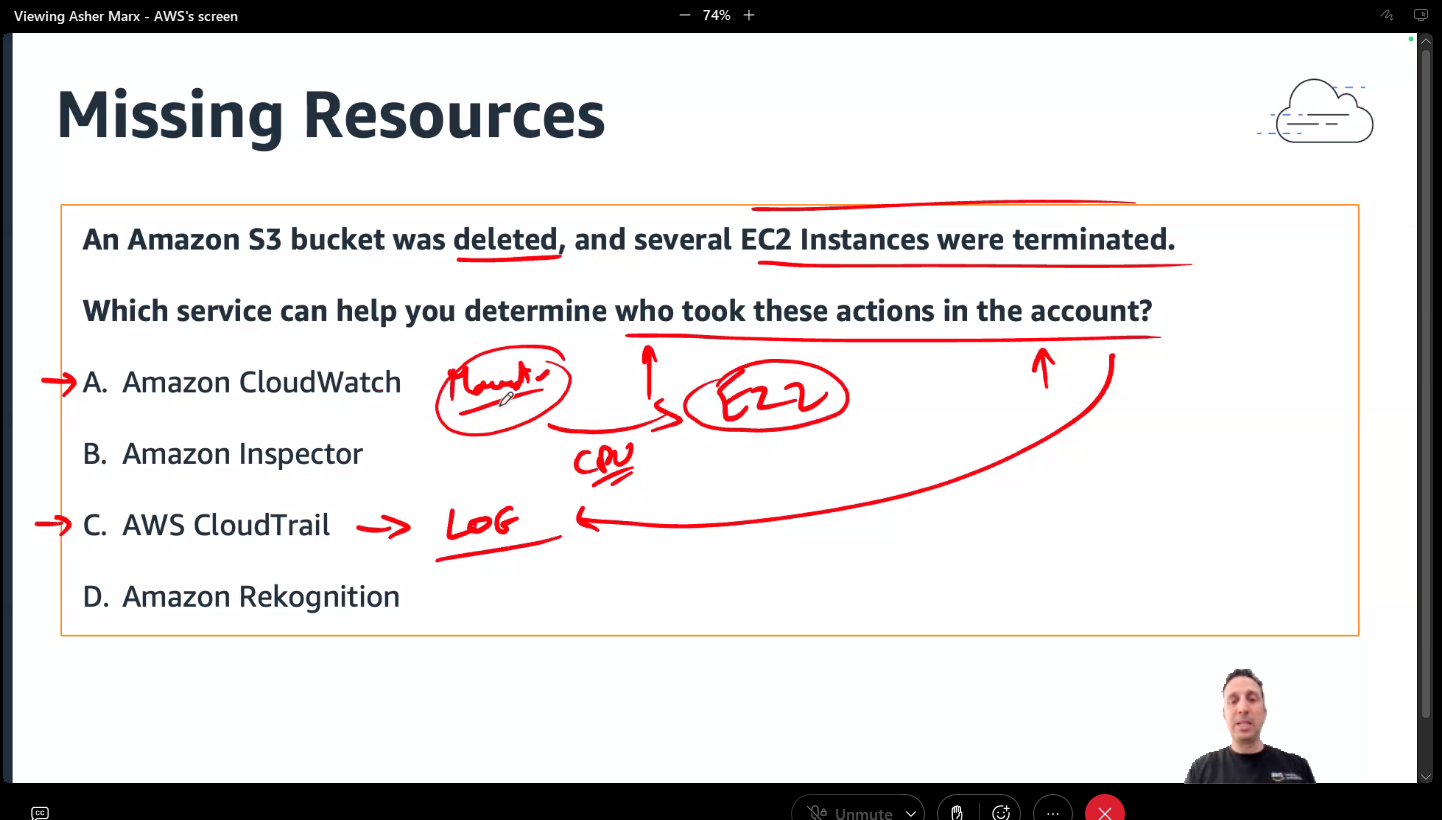 Viewing Asher Marx - AWS's screen
74%
Missing Resources
An Amazon S3 bucket was deleted, and several EC2 Instances were terminated.
Which service can help you determine who took these actions in the account?
A. Amazon CloudWatch
EC2
B. Amazon Inspector
CPU
C. AWS CloudTrail
LOG
D. Amazon Rekognition
aws
CC
Unmute